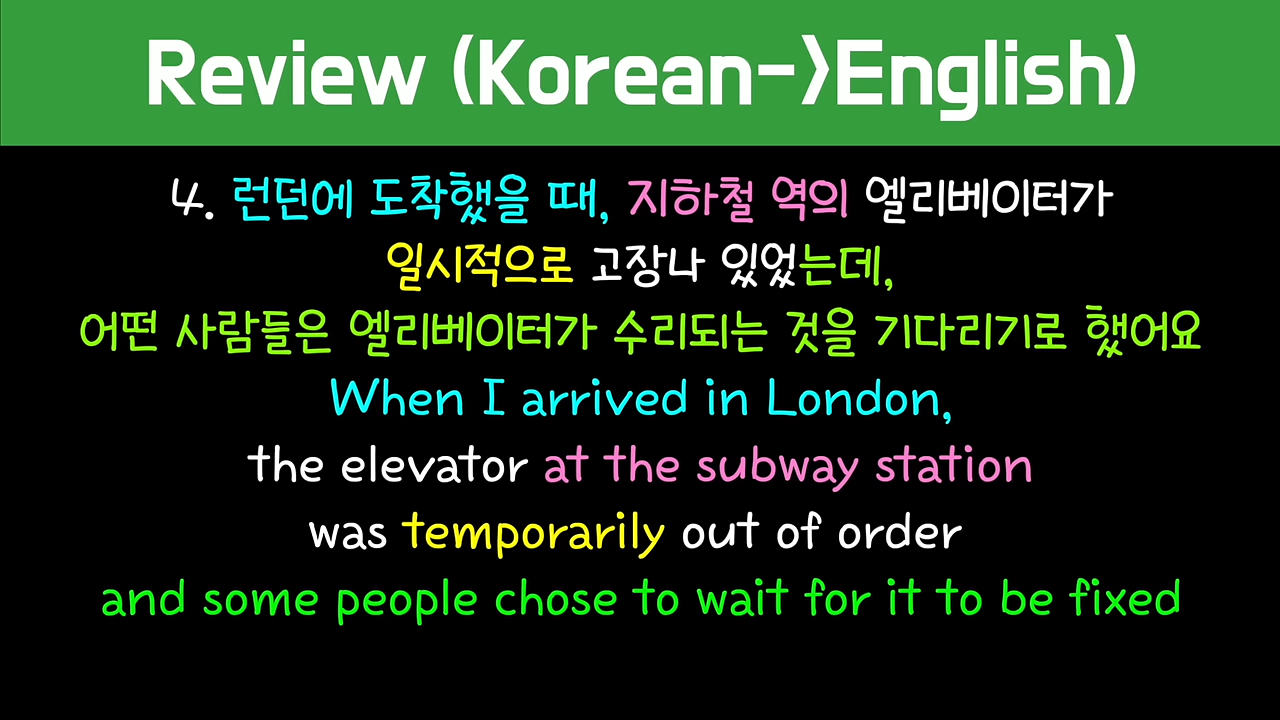 Review (Korean->English)
4. 런던에 도착했을 때, 지하철 역의 엘리베이터가
일시적으로 고장나 있었는데,
어떤 사람들은 엘리베이터가 수리되는 것을 기다리기로 했어요
When I arrived in London,
the elevator at the subway station
was temporarily out of order
and some people chose to wait for it to be fixed